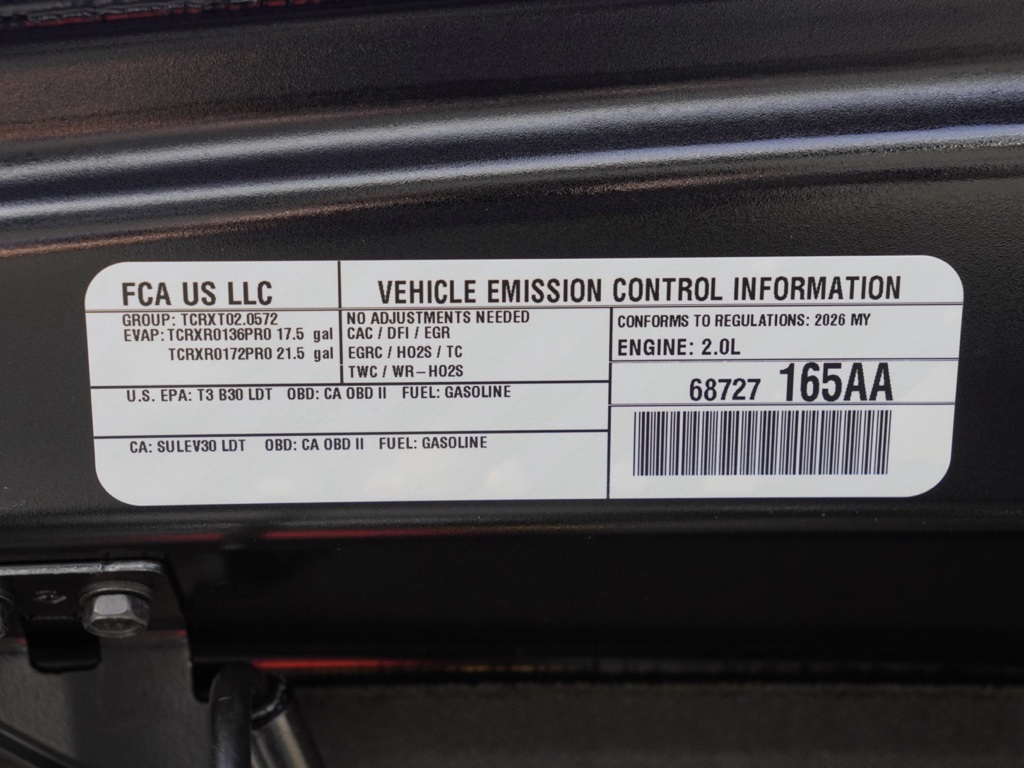 FCA US LLC
VEHICLE EMISSION CONTROL INFORMATION
GROUP: TCRXT02.0572
EVAP: TCRXR0136PR0 17.5 gal
TCRXR0172PR0 21.5 gal
NO ADJUSTMENTS NEEDED
CAC / DFI / EGR
EGRC / HO2S / TC
TWC / WR-HO2S
CONFORMS TO REGULATIONS: 2026 MY
ENGINE: 2.0L
68727 165AA
U.S. EPA: T3 B30 LDT OBD: CA OBD II FUEL: GASOLINE
CA: SULEV30 LDT OBD: CA OBD II FUEL: GASOLINE